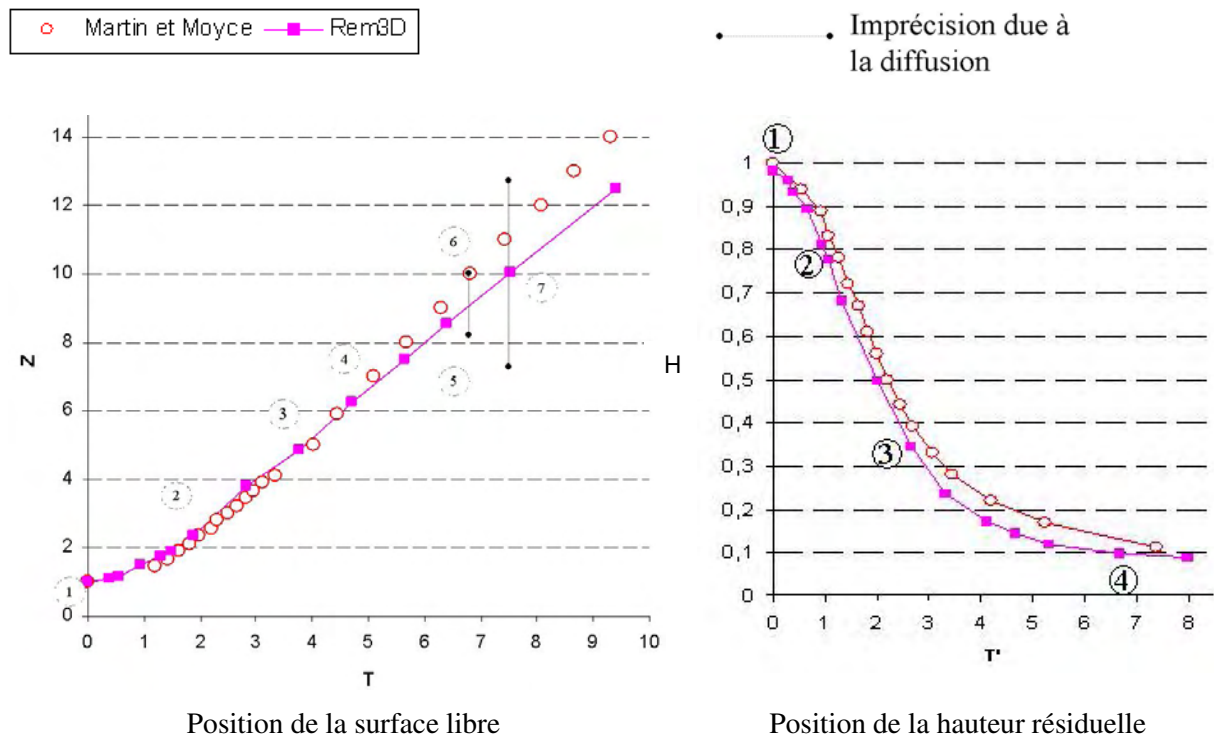 Martin et Moyce Rem3D
Imprécision due à
la diffusion
14
12
10
8
6
4
2
0
Z
0 1 2 3 4 5 6 7 8 9 10
T
1
2
3
4
5
6
7
1
0,9
0,8
0,7
0,6
0,5
0,4
0,3
0,2
0,1
0
H
0 1 2 3 4 5 6 7 8
T'
1
2
3
4
Position de la surface libre
Position de la hauteur résiduelle